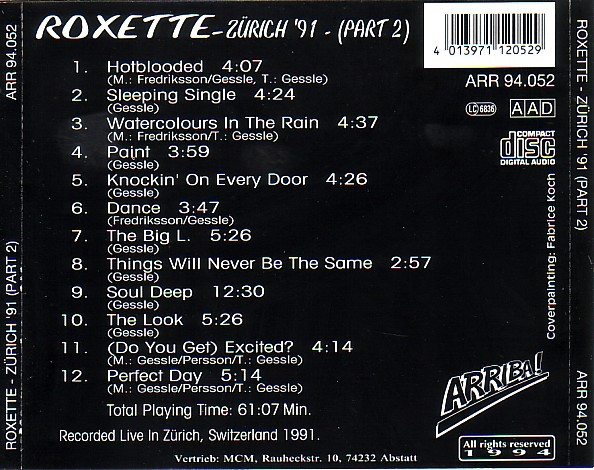 ROXETTE - ZÜRICH '91 - (PART 2)
4 013971 120529
ARR 94.052
LC 6836 AAD
COMPACT
disc
DIGITAL AUDIO
1. Hotblooded 4:07
(M.: Fredriksson/Gessle, T.: Gessle)
2. Sleeping Single 4:24
(Gessle)
3. Watercolours In The Rain 4:37
(M.: Fredriksson/T.: Gessle)
4. Paint 3:59
(Gessle)
5. Knockin' On Every Door 4:26
(Gessle)
6. Dance 3:47
(Fredriksson/Gessle)
7. The Big L. 5:26
(Gessle)
8. Things Will Never Be The Same 2:57
(Gessle)
9. Soul Deep 12:30
(Gessle)
10. The Look 5:26
(Gessle)
11. (Do You Get) Excited? 4:14
(M.: Gessle/Persson/T.: Gessle)
12. Perfect Day 5:14
(M.: Gessle/Persson/T.: Gessle)
Total Playing Time: 61:07 Min.
Recorded Live In Zürich, Switzerland 1991.
Vertrieb: MCM, Rauheckstr. 10, 74232 Abstatt
Coverpainting: Fabrice Koch
ARRIBA!
All rights reserved
1994
ARR 94.052
ROXETTE - ZÜRICH '91 (PART 2)
ROXETTE - ZÜRICH '91 (PART 2)
ARR 94.052